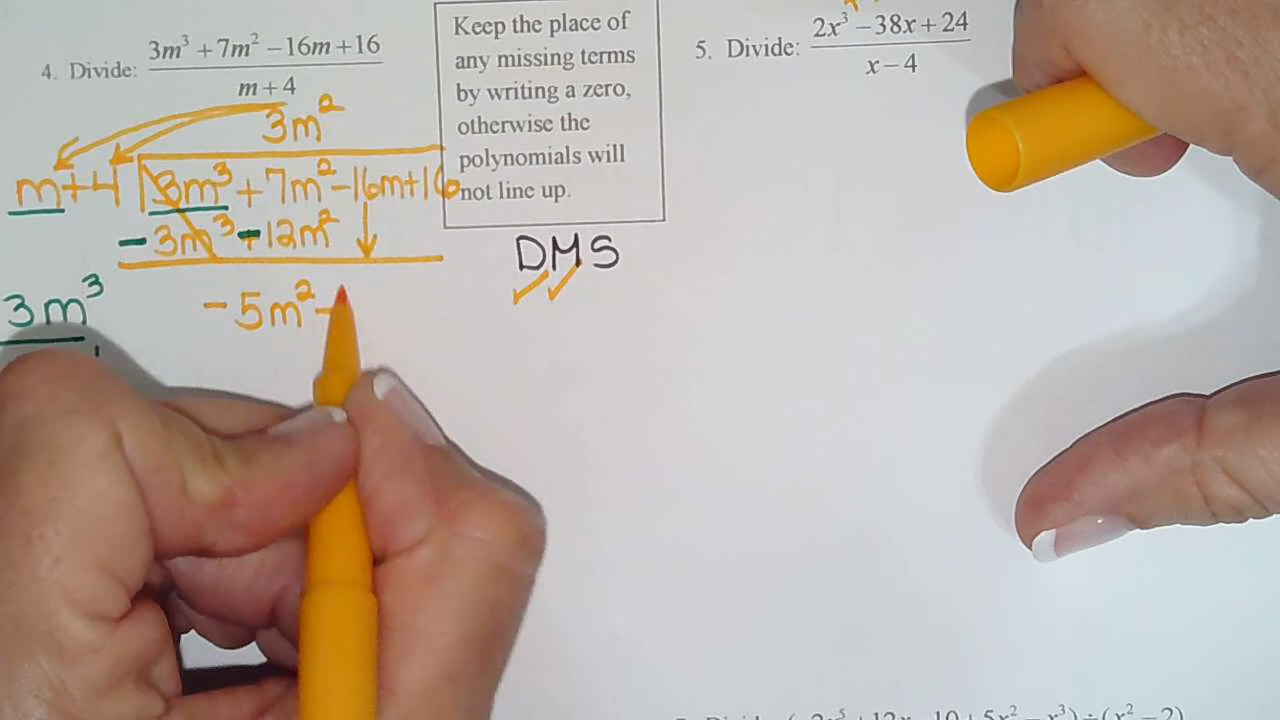 4. Divide: 3m³ + 7m² − 16m + 16
m + 4
3m²
m+4 3m³+7m²-16m+16
-3m³-12m²
-5m²-
3m³
Keep the place of
any missing terms
by writing a zero,
otherwise the
polynomials will
not line up.
DMS
5. Divide: 2x³ − 38x + 24
x − 4